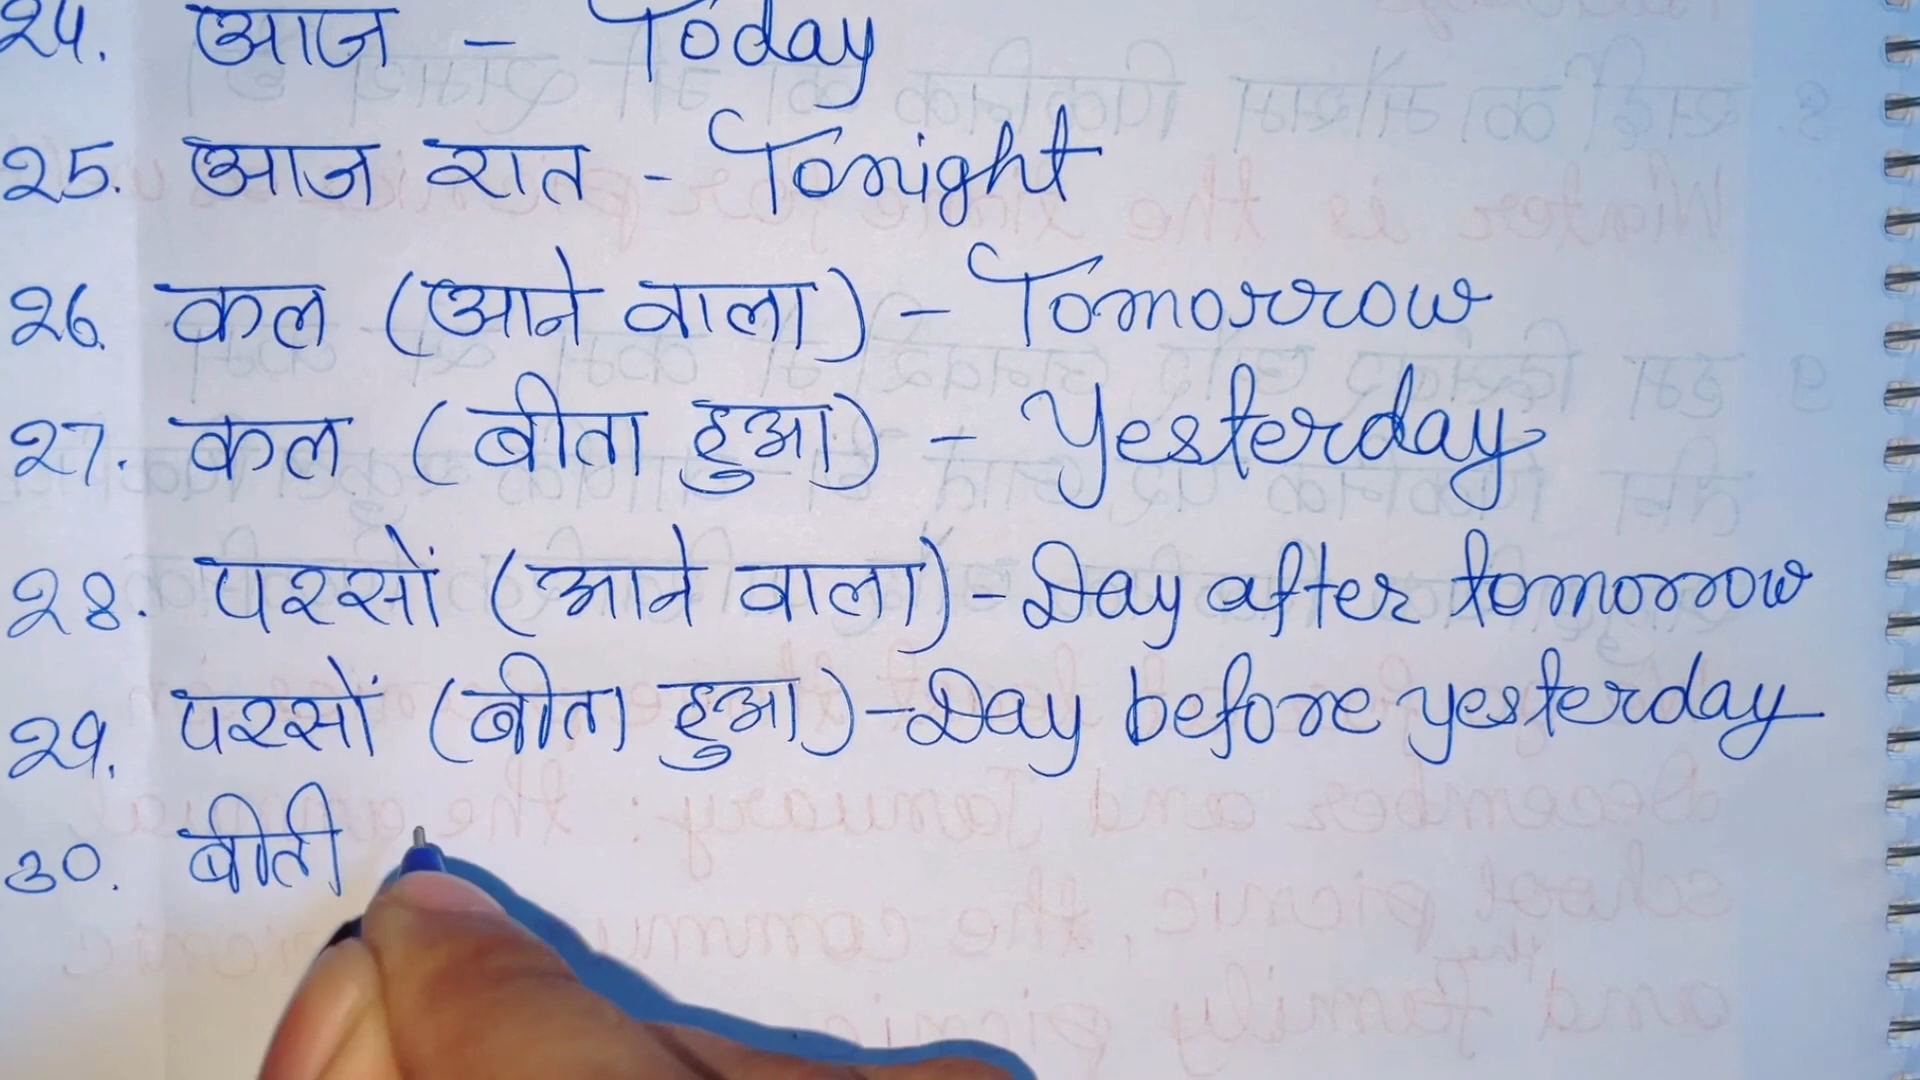 24. आज - Today
25. आज रात - Tonight
26. कल (आने वाला) - Tomorrow
27. कल (बीता हुआ) - Yesterday
28. परसों (आने वाला) - Day after tomorrow
29. परसों (बीता हुआ) - Day before yesterday
30. बीती